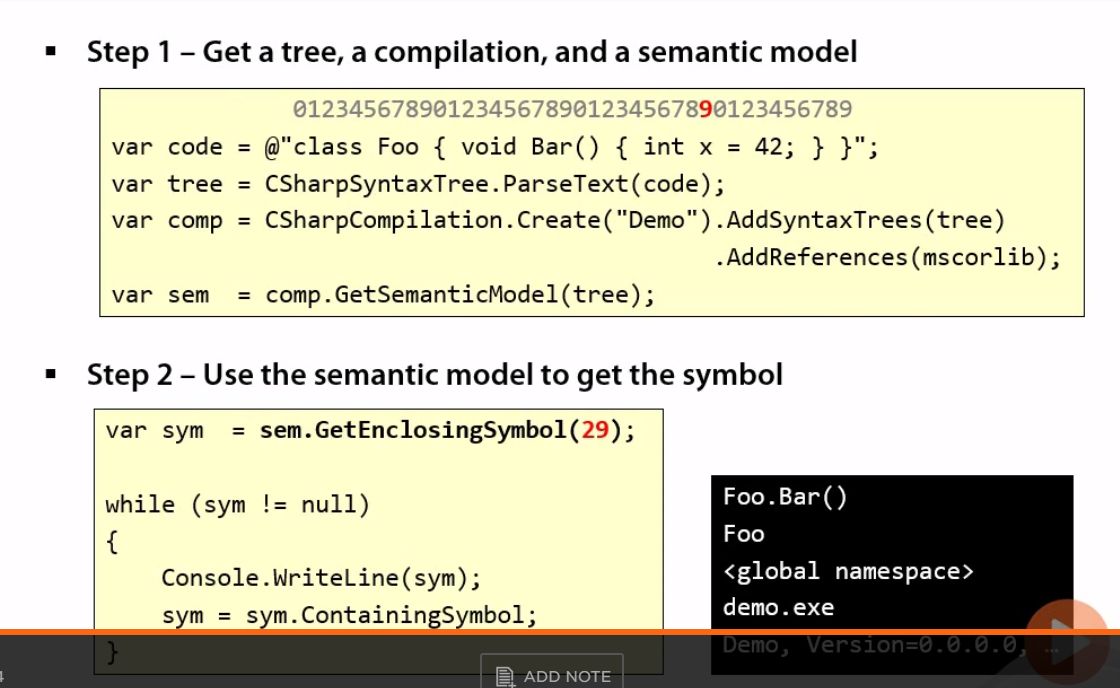 ▪ Step 1 – Get a tree, a compilation, and a semantic model
0123456789012345678901234567890123456789
var code = @"class Foo { void Bar() { int x = 42; } }";
var tree = CSharpSyntaxTree.ParseText(code);
var comp = CSharpCompilation.Create("Demo").AddSyntaxTrees(tree)
.AddReferences(mscorlib);
var sem = comp.GetSemanticModel(tree);
▪ Step 2 – Use the semantic model to get the symbol
var sym = sem.GetEnclosingSymbol(29);
while (sym != null)
{
Console.WriteLine(sym);
sym = sym.ContainingSymbol;
}
Foo.Bar()
Foo
<global namespace>
demo.exe
Demo, Version=0.0.0.0, …
4
ADD NOTE